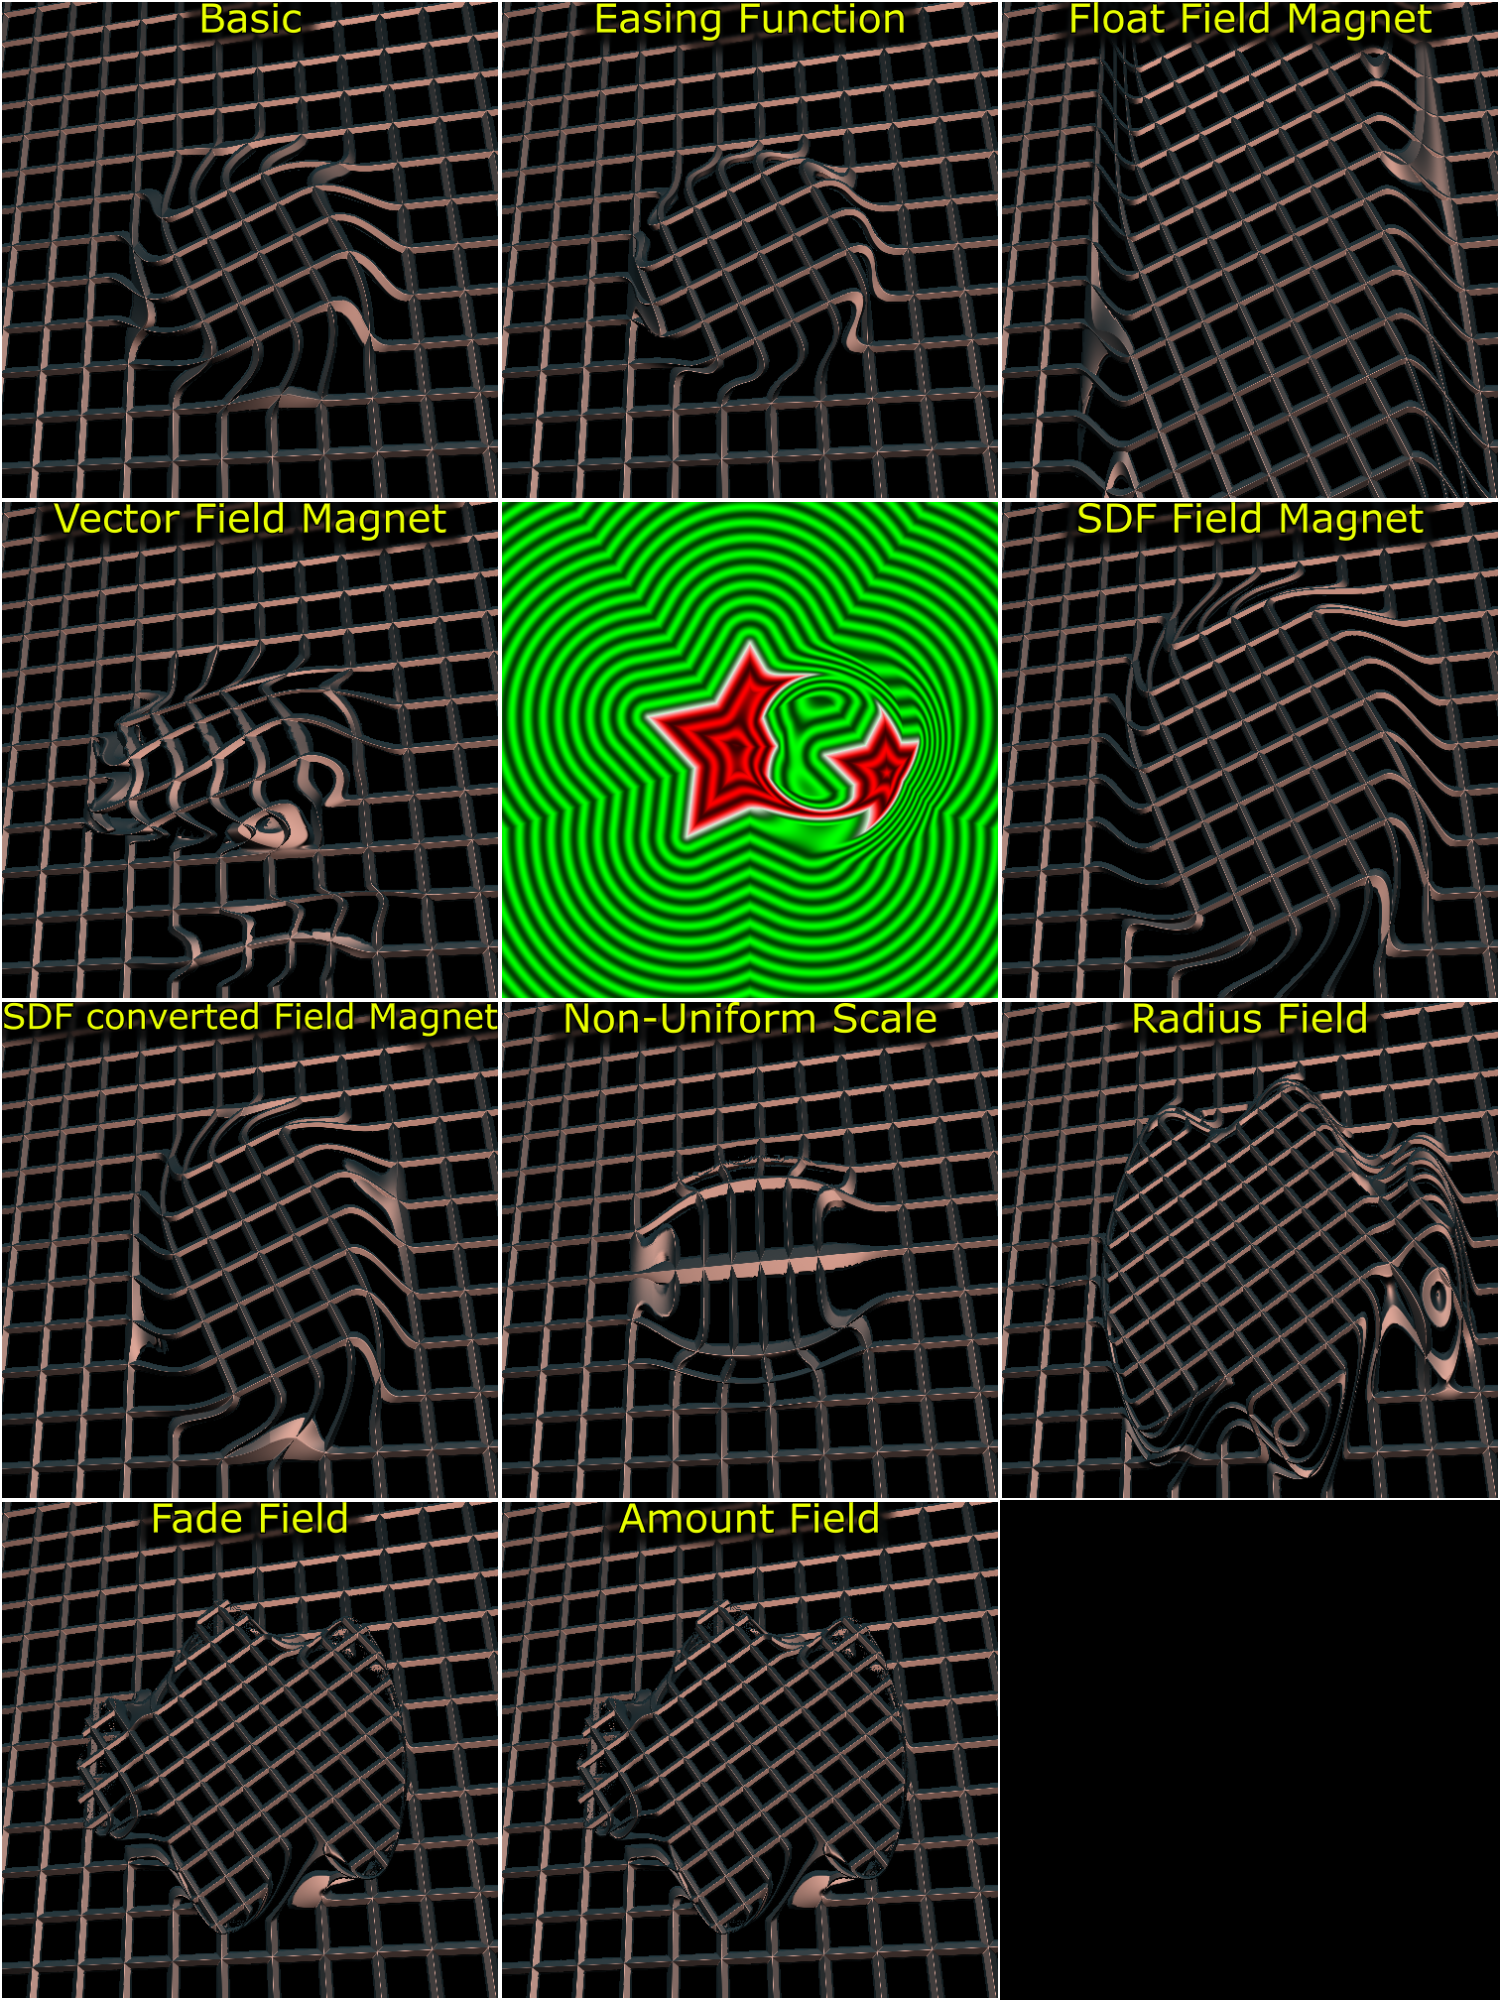 Basic
Easing Function
Float Field Magnet
Vector Field Magnet
SDF Field Magnet
SDF converted Field Magnet
Non-Uniform Scale
Radius Field
Fade Field
Amount Field